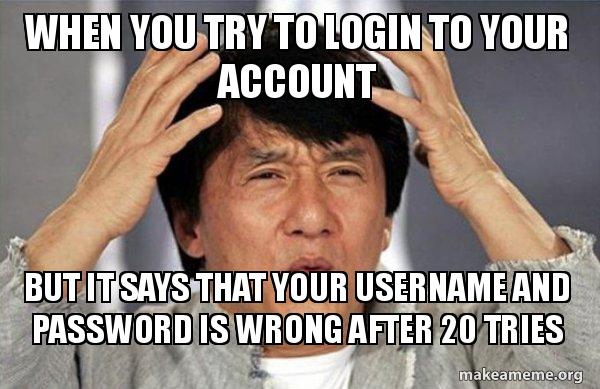 WHEN YOU TRY TO LOGIN TO YOUR
ACCOUNT
BUT IT SAYS THAT YOUR USERNAME AND
PASSWORD IS WRONG AFTER 20 TRIES
makeameme.org